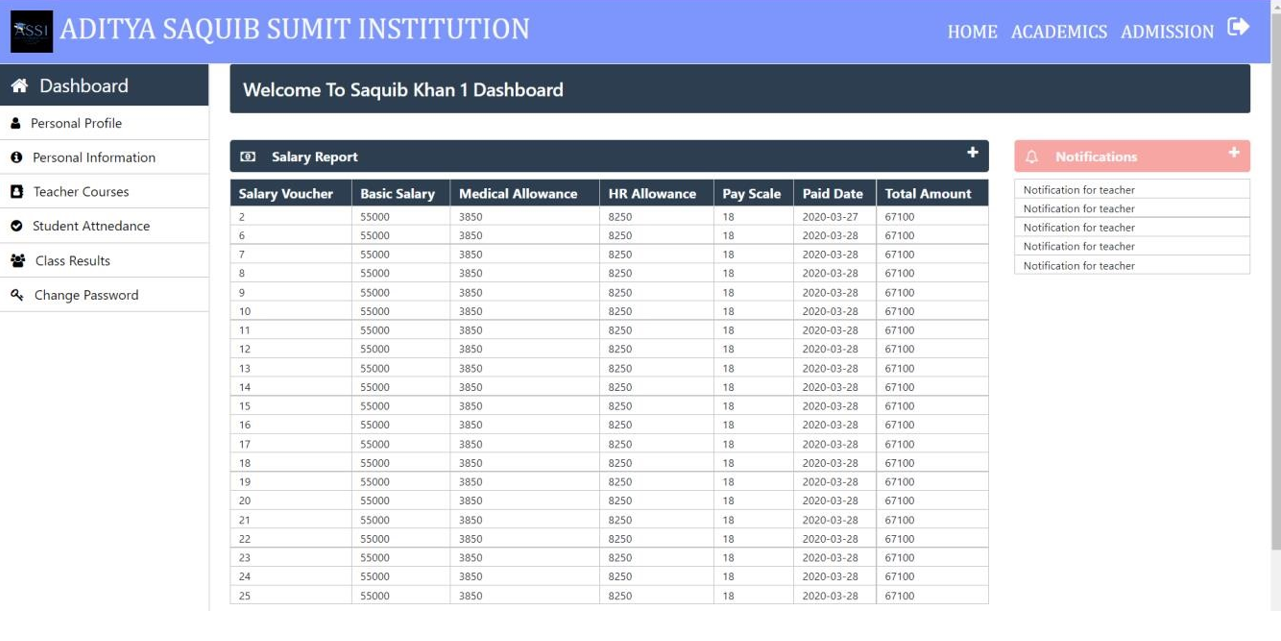 ASSI ADITYA SAQUIB SUMIT INSTITUTION
HOME ACADEMICS ADMISSION
Dashboard
Personal Profile
Personal Information
Teacher Courses
Student Attnedance
Class Results
Change Password
Welcome To Saquib Khan 1 Dashboard
Salary Report
Salary Voucher Basic Salary Medical Allowance HR Allowance Pay Scale Paid Date Total Amount
2 55000 3850 8250 18 2020-03-27 67100
6 55000 3850 8250 18 2020-03-28 67100
7 55000 3850 8250 18 2020-03-28 67100
8 55000 3850 8250 18 2020-03-28 67100
9 55000 3850 8250 18 2020-03-28 67100
10 55000 3850 8250 18 2020-03-28 67100
11 55000 3850 8250 18 2020-03-28 67100
12 55000 3850 8250 18 2020-03-28 67100
13 55000 3850 8250 18 2020-03-28 67100
14 55000 3850 8250 18 2020-03-28 67100
15 55000 3850 8250 18 2020-03-28 67100
16 55000 3850 8250 18 2020-03-28 67100
17 55000 3850 8250 18 2020-03-28 67100
18 55000 3850 8250 18 2020-03-28 67100
19 55000 3850 8250 18 2020-03-28 67100
20 55000 3850 8250 18 2020-03-28 67100
21 55000 3850 8250 18 2020-03-28 67100
22 55000 3850 8250 18 2020-03-28 67100
23 55000 3850 8250 18 2020-03-28 67100
24 55000 3850 8250 18 2020-03-28 67100
25 55000 3850 8250 18 2020-03-28 67100
Notifications
Notification for teacher
Notification for teacher
Notification for teacher
Notification for teacher
Notification for teacher